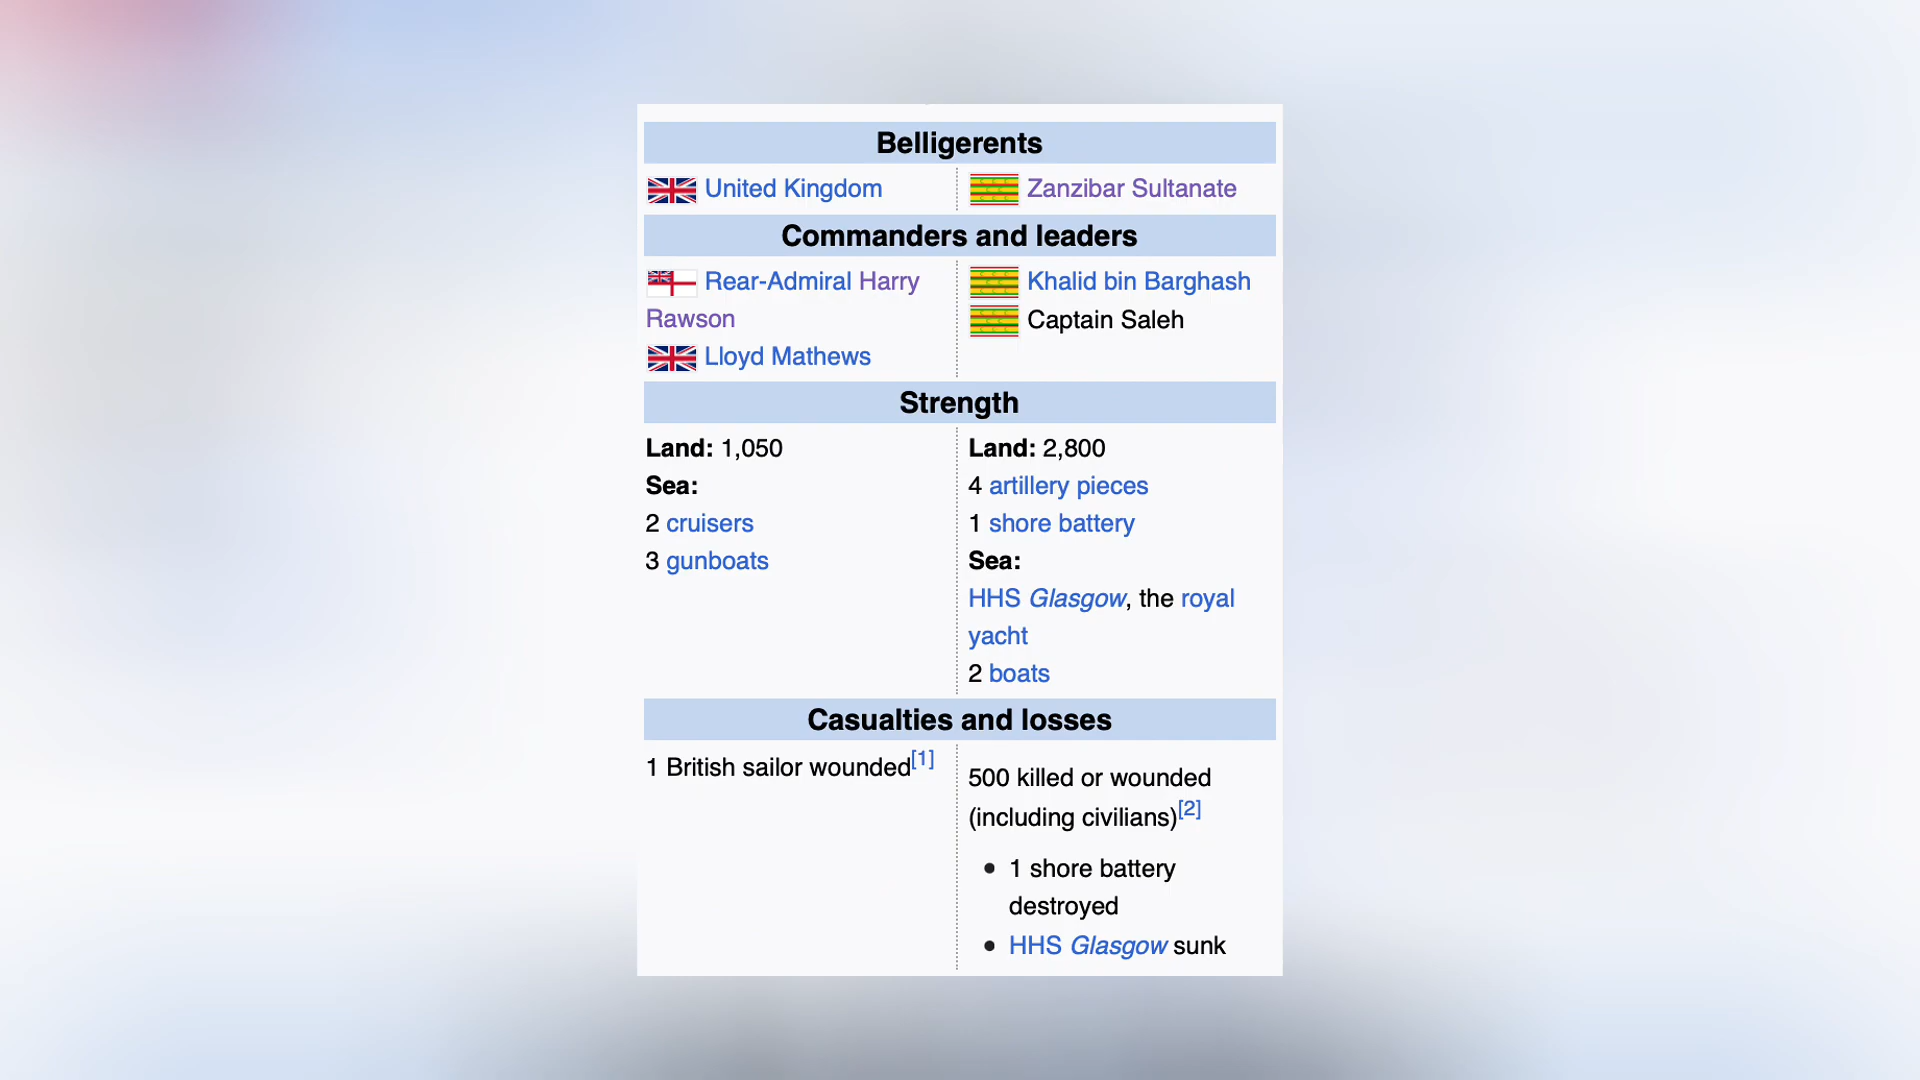 Belligerents
United Kingdom
Zanzibar Sultanate
Commanders and leaders
Rear-Admiral Harry
Rawson
Lloyd Mathews
Khalid bin Barghash
Captain Saleh
Strength
Land: 1,050
Sea:
2 cruisers
3 gunboats
Land: 2,800
4 artillery pieces
1 shore battery
Sea:
HHS Glasgow, the royal
yacht
2 boats
Casualties and losses
1 British sailor wounded[1]
500 killed or wounded
(including civilians)[2]
• 1 shore battery
destroyed
• HHS Glasgow sunk